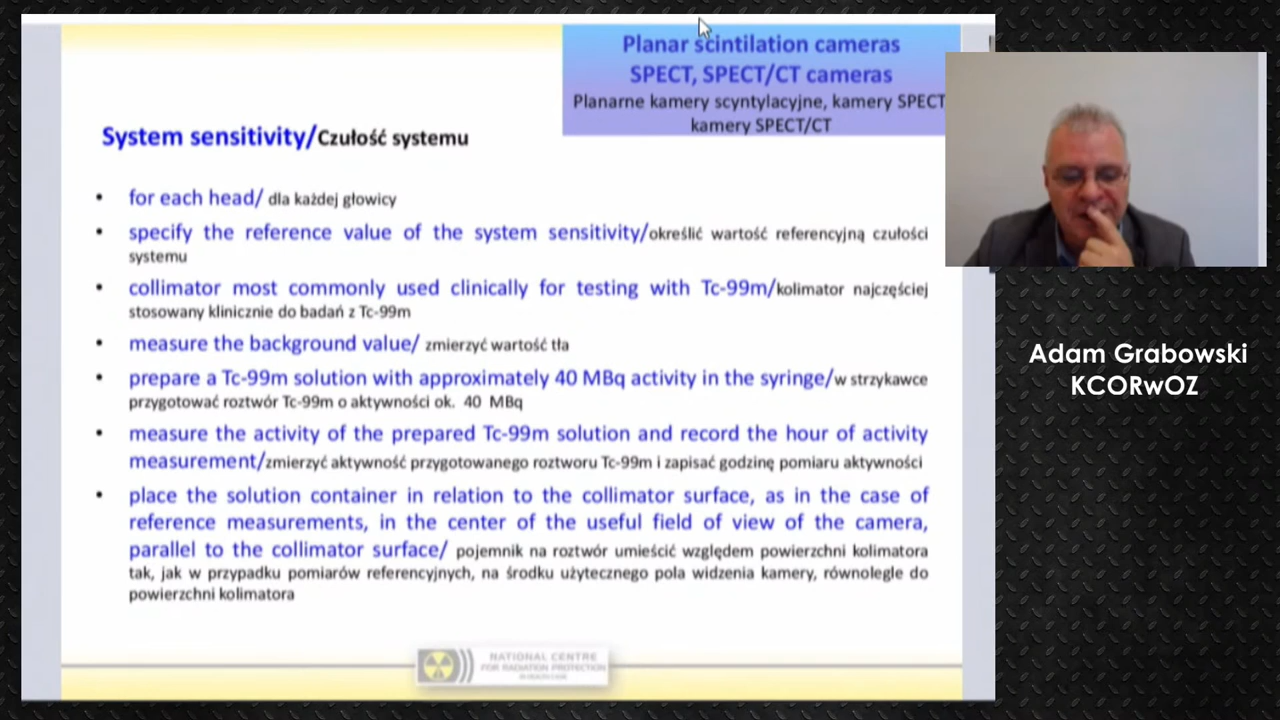 Planar scintilation cameras
SPECT, SPECT/CT cameras
Planarne kamery scyntylacyjne, kamery SPECT
kamery SPECT/CT
System sensitivity/Czułość systemu
• for each head/ dla każdej głowicy
• specify the reference value of the system sensitivity/określić wartość referencyjną czułości
systemu
• collimator most commonly used clinically for testing with Tc-99m/kolimator najczęściej
stosowany klinicznie do badań z Tc-99m
• measure the background value/ zmierzyć wartość tła
• prepare a Tc-99m solution with approximately 40 MBq activity in the syringe/w strzykawce
przygotować roztwór Tc-99m o aktywności ok. 40 MBq
• measure the activity of the prepared Tc-99m solution and record the hour of activity
measurement/zmierzyć aktywność przygotowanego roztworu Tc-99m i zapisać godzinę pomiaru aktywności
• place the solution container in relation to the collimator surface, as in the case of
reference measurements, in the center of the useful field of view of the camera,
parallel to the collimator surface/ pojemnik na roztwór umieścić względem powierzchni kolimatora
tak, jak w przypadku pomiarów referencyjnych, na środku użytecznego pola widzenia kamery, równolegle do
powierzchni kolimatora
NATIONAL CENTRE
FOR RADIATION PROTECTION
Adam Grabowski
KCORwOZ